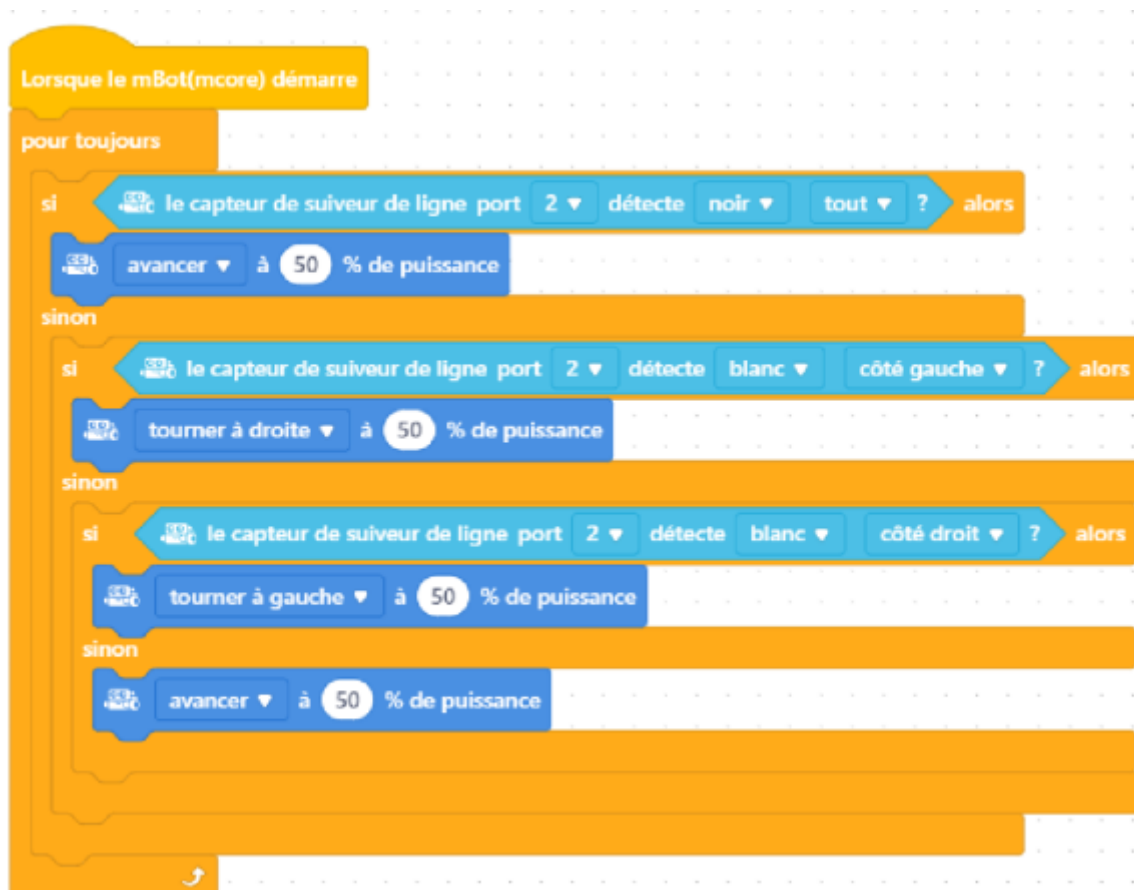 Lorsque le mBot(mcore) démarre
pour toujours
si le capteur de suiveur de ligne port 2 détecte noir tout ? alors
avancer à 50 % de puissance
sinon
si le capteur de suiveur de ligne port 2 détecte blanc côté gauche ? alors
tourner à droite à 50 % de puissance
sinon
si le capteur de suiveur de ligne port 2 détecte blanc côté droit ? alors
tourner à gauche à 50 % de puissance
sinon
avancer à 50 % de puissance